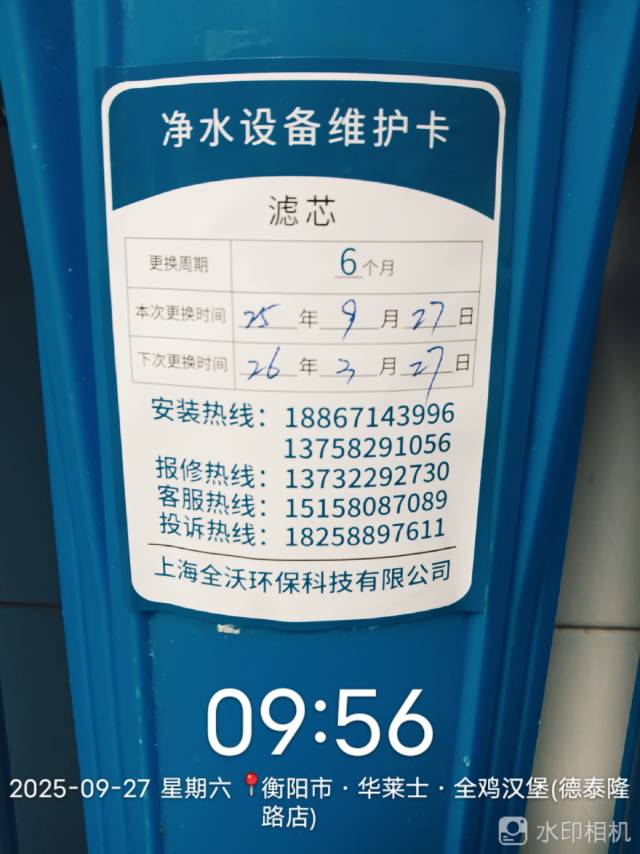 净水设备维护卡
滤芯
更换周期 6个月
本次更换时间 25年9月27日
下次更换时间 26年3月27日
安装热线：18867143996
13758291056
报修热线：13732292730
客服热线：15158087089
投诉热线：18258897611
上海全沃环保科技有限公司
09:56
2025-09-27 星期六 📍衡阳市·华莱士·全鸡汉堡(德泰隆
路店)
水印相机